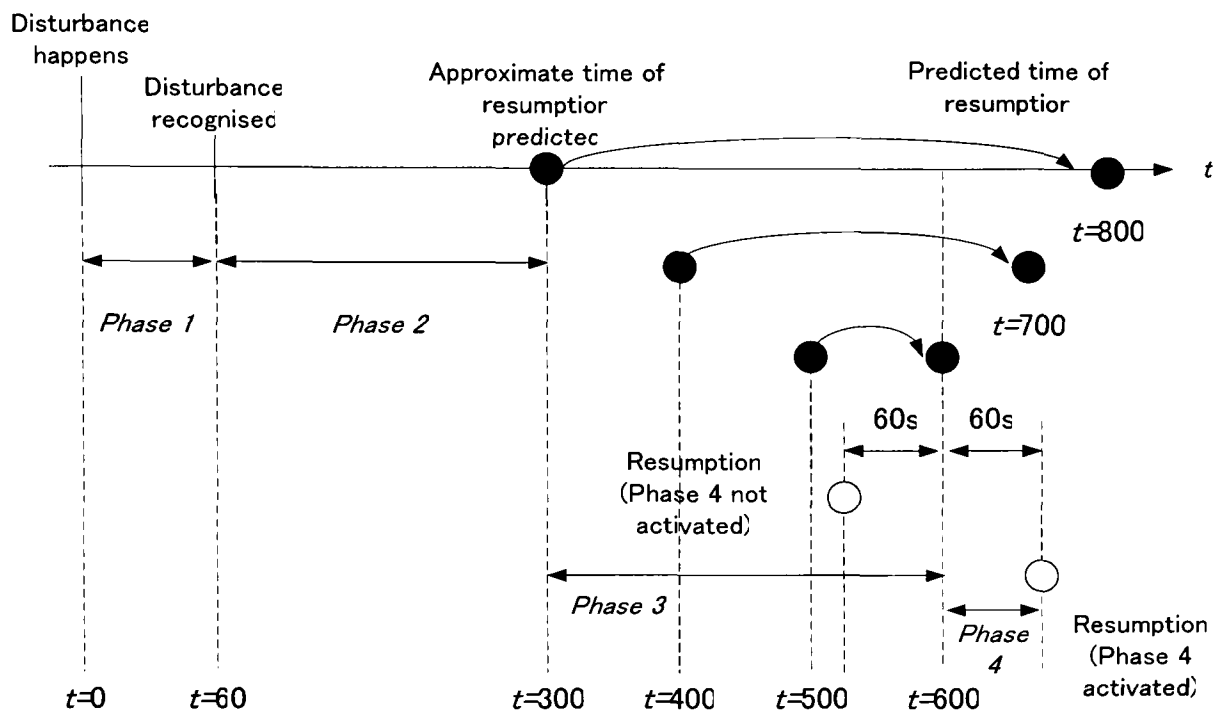 Disturbance
happens
Disturbance
recognised
Approximate time of
resumptior
predicted
Predicted time of
resumptior
t
t=800
Phase 1
Phase 2
t=700
60s
60s
Resumption
(Phase 4 not
activated)
Phase 3
Phase
4
Resumption
(Phase 4
activated)
t=0
t=60
t=300
t=400
t=500
t=600